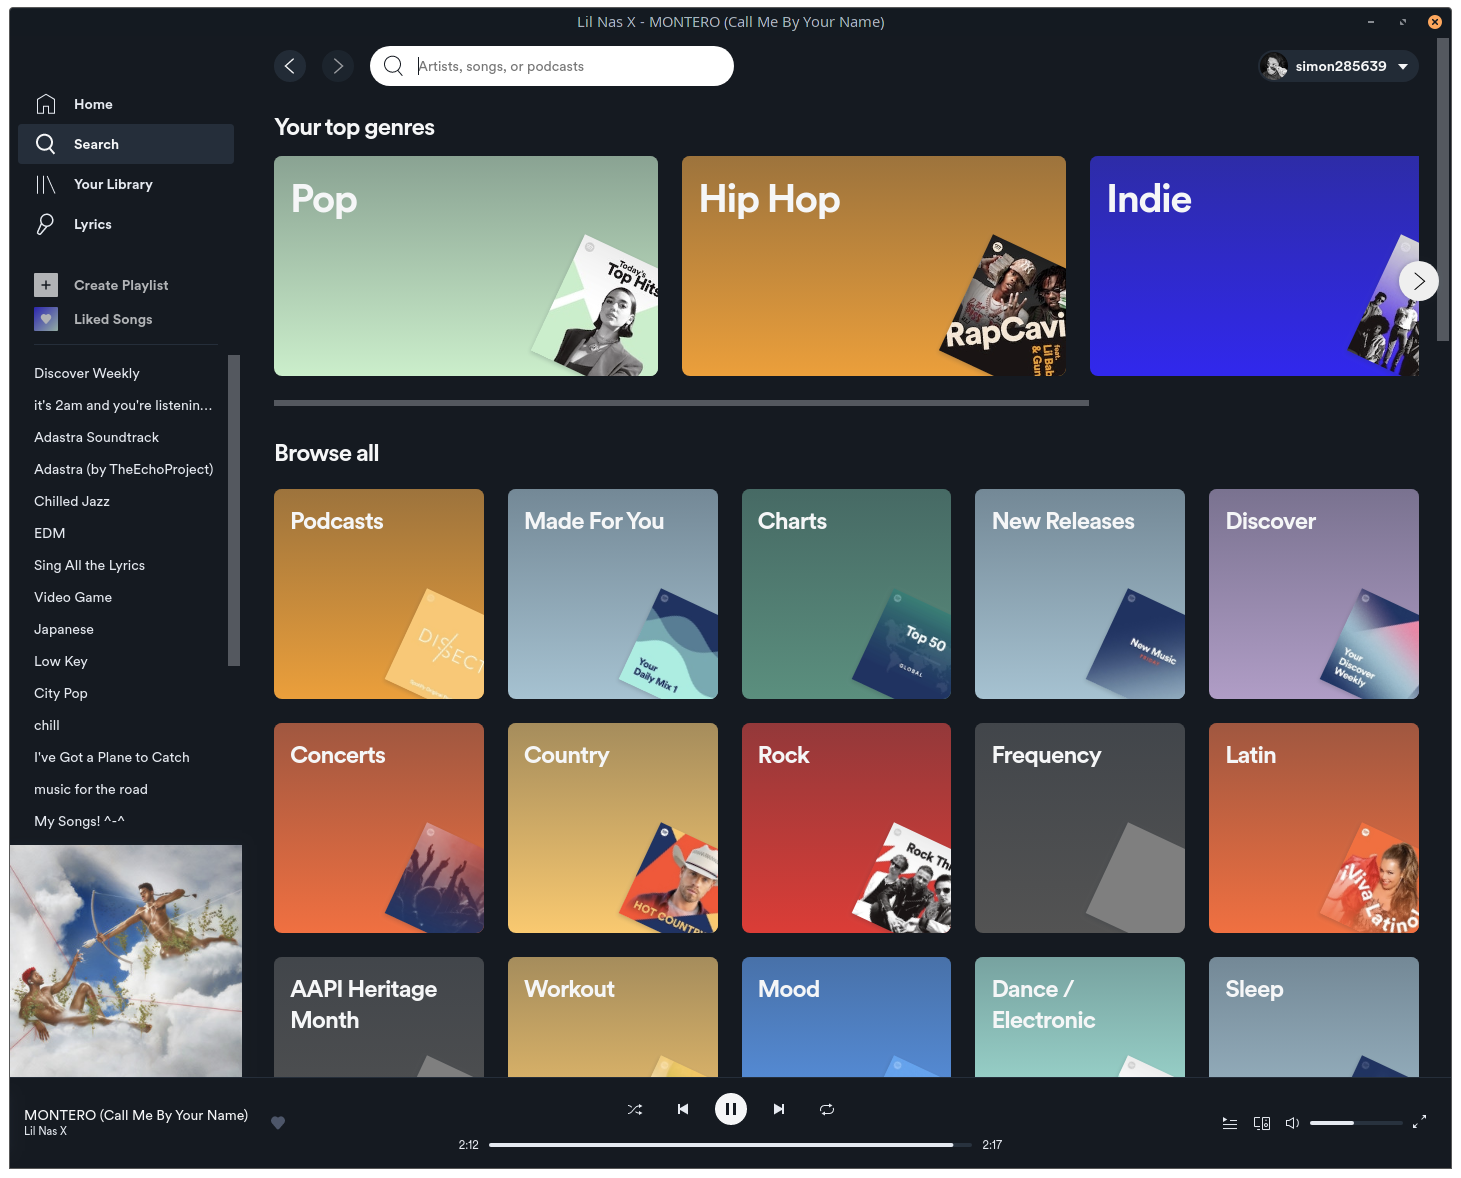 Lil Nas X - MONTERO (Call Me By Your Name)
Artists, songs, or podcasts
simon285639
Home
Search
Your Library
Lyrics
Create Playlist
Liked Songs
Discover Weekly
it's 2am and you're listenin...
Adastra Soundtrack
Adastra (by TheEchoProject)
Chilled Jazz
EDM
Sing All the Lyrics
Video Game
Japanese
Low Key
City Pop
chill
I've Got a Plane to Catch
music for the road
My Songs! ^-^
Your top genres
Pop
Today's
Top Hits
Hip Hop
RapCavi
feat.
Lil Bab
& Gun
Indie
Browse all
Podcasts
DISSECT
Made For You
Your
Daily Mix 1
Charts
Top 50
GLOBAL
New Releases
New Music
FRIDAY
Discover
Your
Discover
Weekly
Concerts
Country
HOT COUNTRY
Rock
Rock Thi
Frequency
Latin
¡Viva
Latino!
AAPI Heritage
Month
Workout
Mood
Dance /
Electronic
Sleep
MONTERO (Call Me By Your Name)
Lil Nas X
2:12
2:17